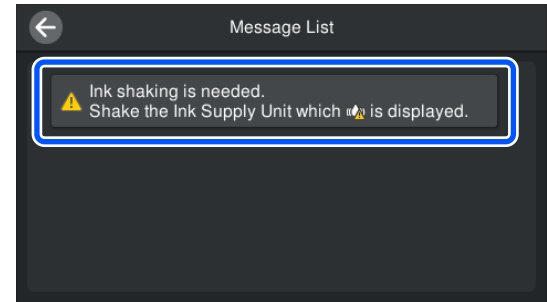 Message List
Ink shaking is needed.
Shake the Ink Supply Unit which is displayed.